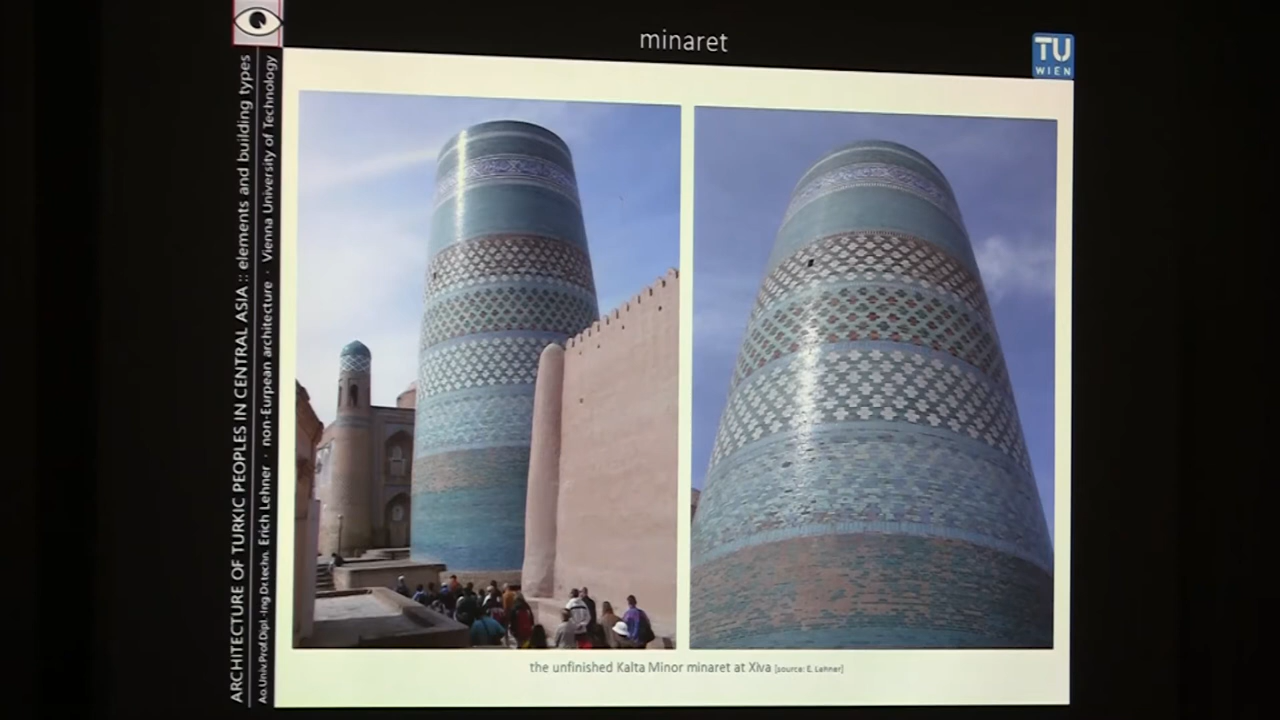 minaret
TU
WIEN
ARCHITECTURE OF TURKIC PEOPLES IN CENTRAL ASIA :: elements and building types
Ao.Univ.Prof.Dipl.-Ing Dr.techn. Erich Lehner · non-Eurpean architecture · Vienna University of Technology
the unfinished Kalta Minor minaret at Xiva [source: E. Lehner]